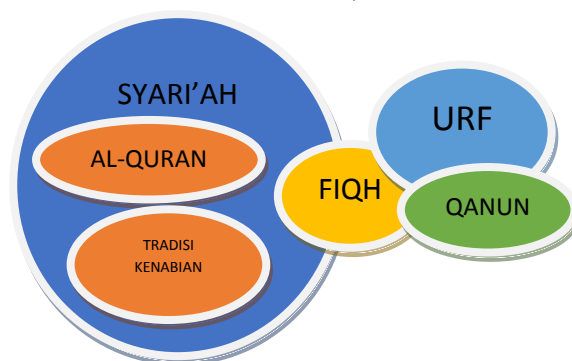 SYARI’AH
AL-QURAN
TRADISI
KENABIAN
FIQH
URF
QANUN